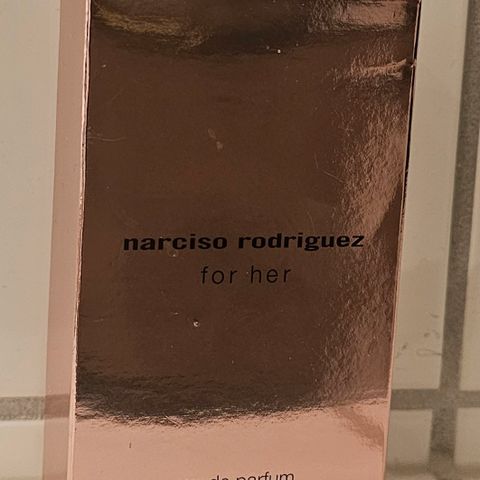 narciso rodriguez
for her
de parfum